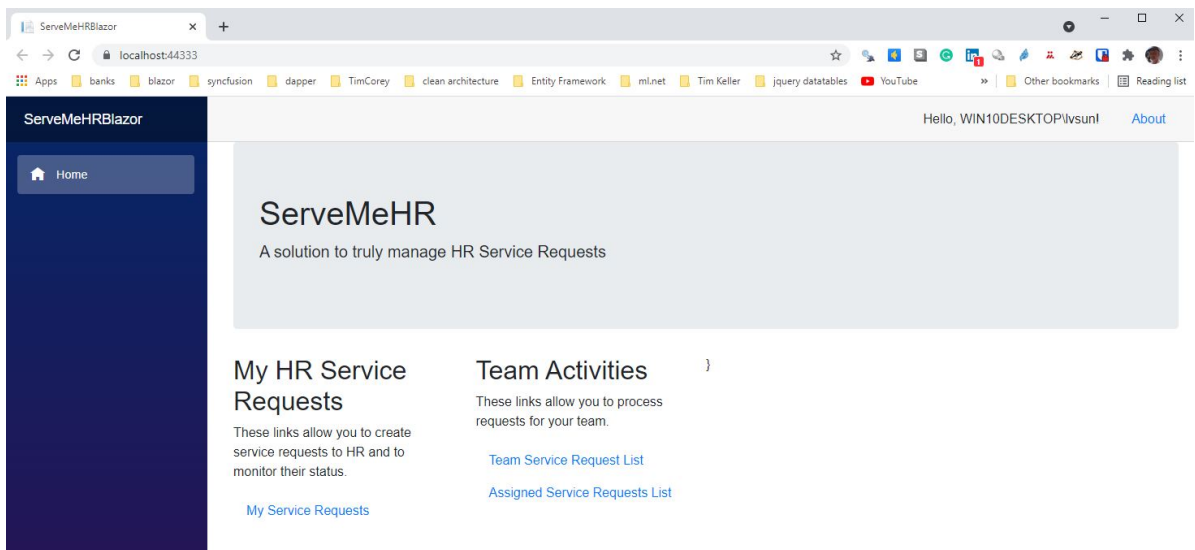 ServeMeHRBlazor
localhost:44333
Apps banks blazor syncfusion dapper TimCorey clean architecture Entity Framework ml.net Tim Keller jquery datatables YouTube » Other bookmarks Reading list
ServeMeHRBlazor
Hello, WIN10DESKTOP\lvsun! About
Home
ServeMeHR
A solution to truly manage HR Service Requests
My HR Service
Requests
These links allow you to create
service requests to HR and to
monitor their status.
My Service Requests
Team Activities
These links allow you to process
requests for your team.
Team Service Request List
Assigned Service Requests List
}